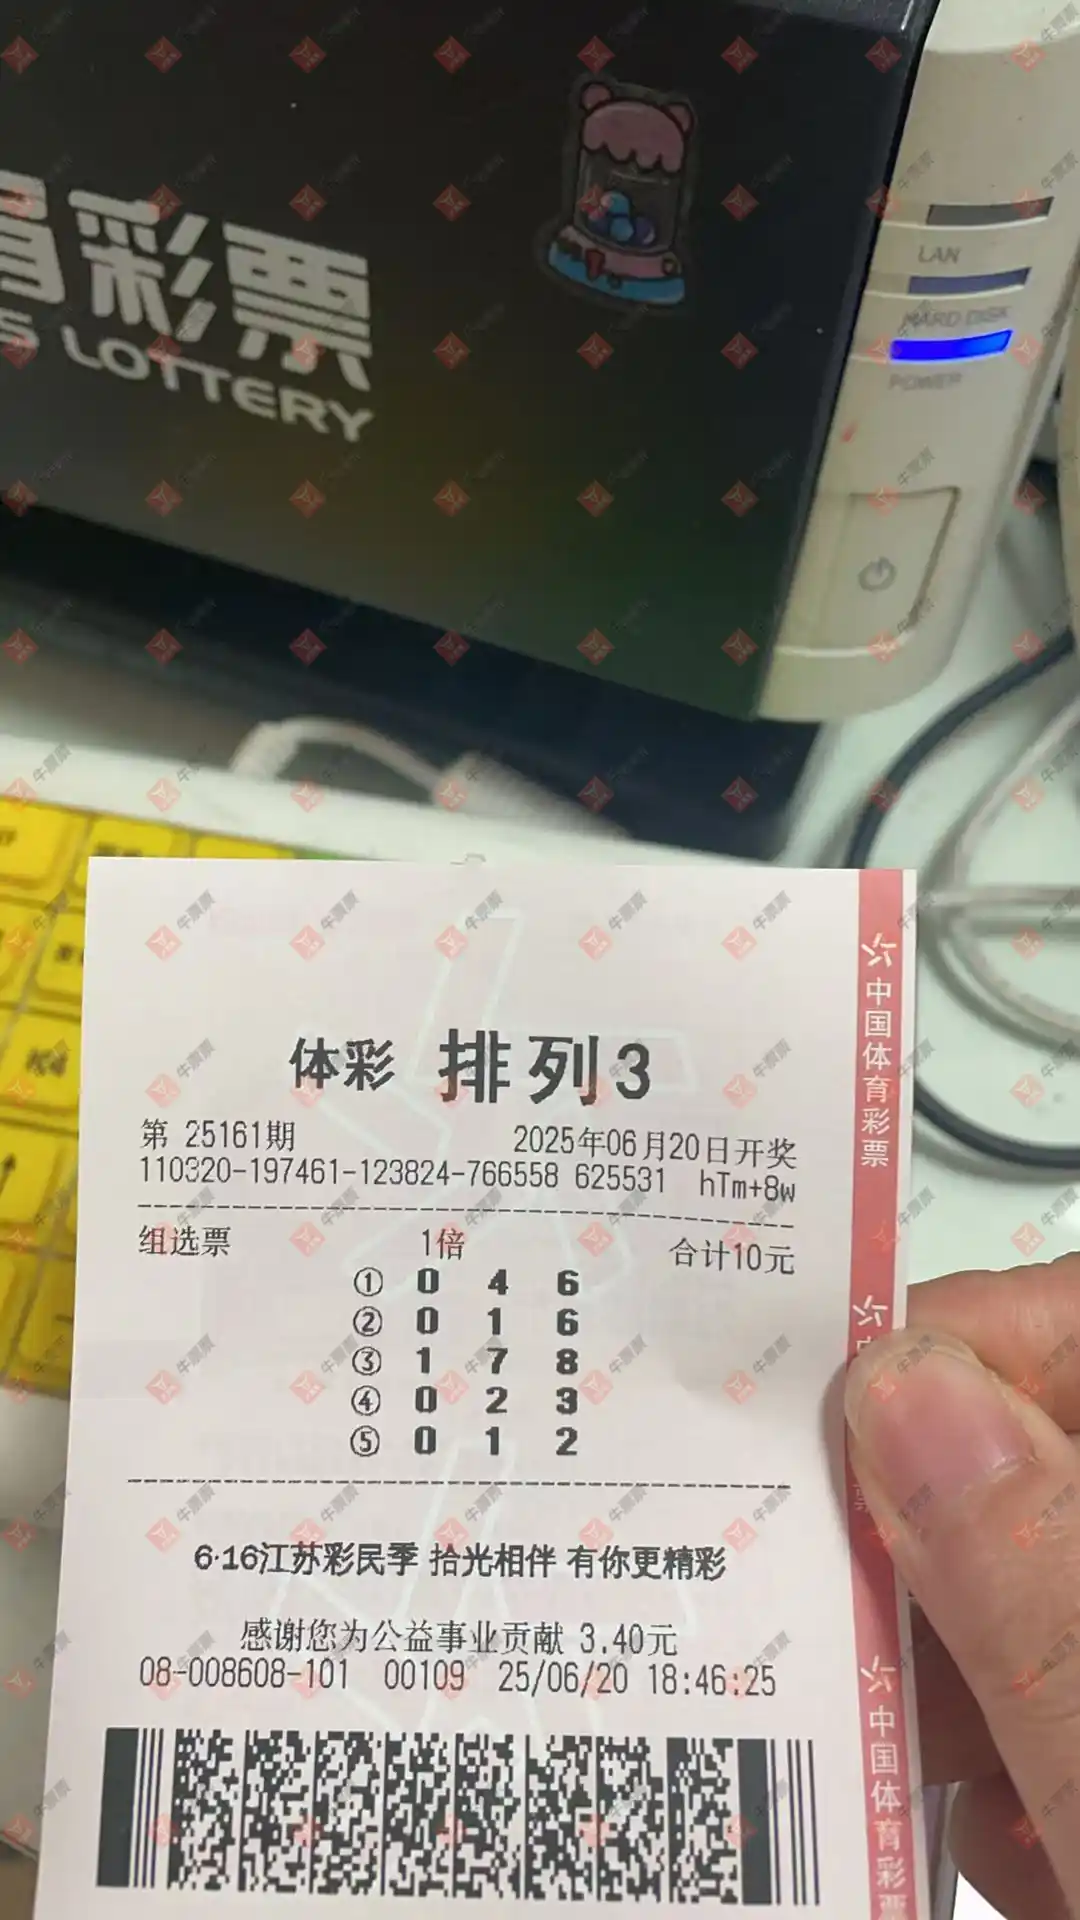 彩票
S LOTTERY
LAN
HARD DISK
POWER
中国体育彩票
体彩 排列3
第 25161期 2025年06月20日开奖
110320-197461-123824-766558 625531 hTm+8w
组选票 1倍 合计10元
① 0 4 6
② 0 1 6
③ 1 7 8
④ 0 2 3
⑤ 0 1 2
6·16江苏彩民季 拾光相伴 有你更精彩
感谢您为公益事业贡献 3.40元
08-008608-101 00109 25/06/20 18:46:25
中国体育彩票
牛票票